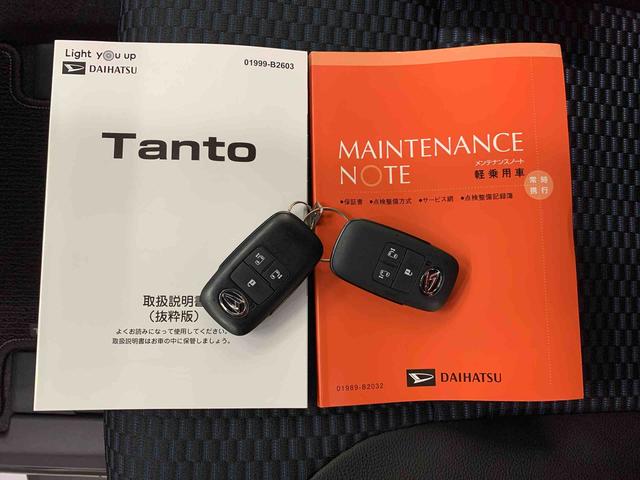 Light you up
DAIHATSU
01999-B2603
Tanto
取扱説明書
（抜粋版）
よくお読みになって使用してください。
取扱説明書はお車の中に保管しましょう。
MAINTENANCE
NOTE
メンテナンスノート
軽乗用車
常時
携行
●保証書 ●点検整備方式 ●サービス網 ●点検整備記録簿
01989-B2032
DAIHATSU